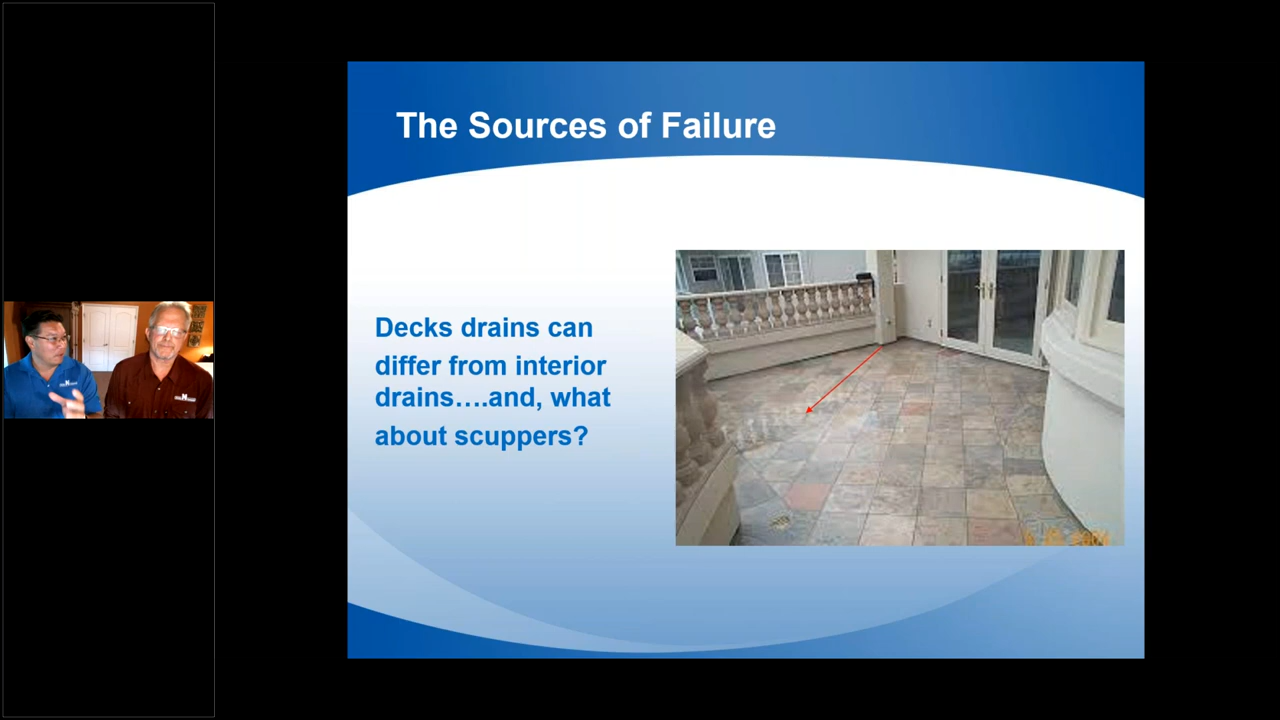 The Sources of Failure
Decks drains can
differ from interior
drains….and, what
about scuppers?